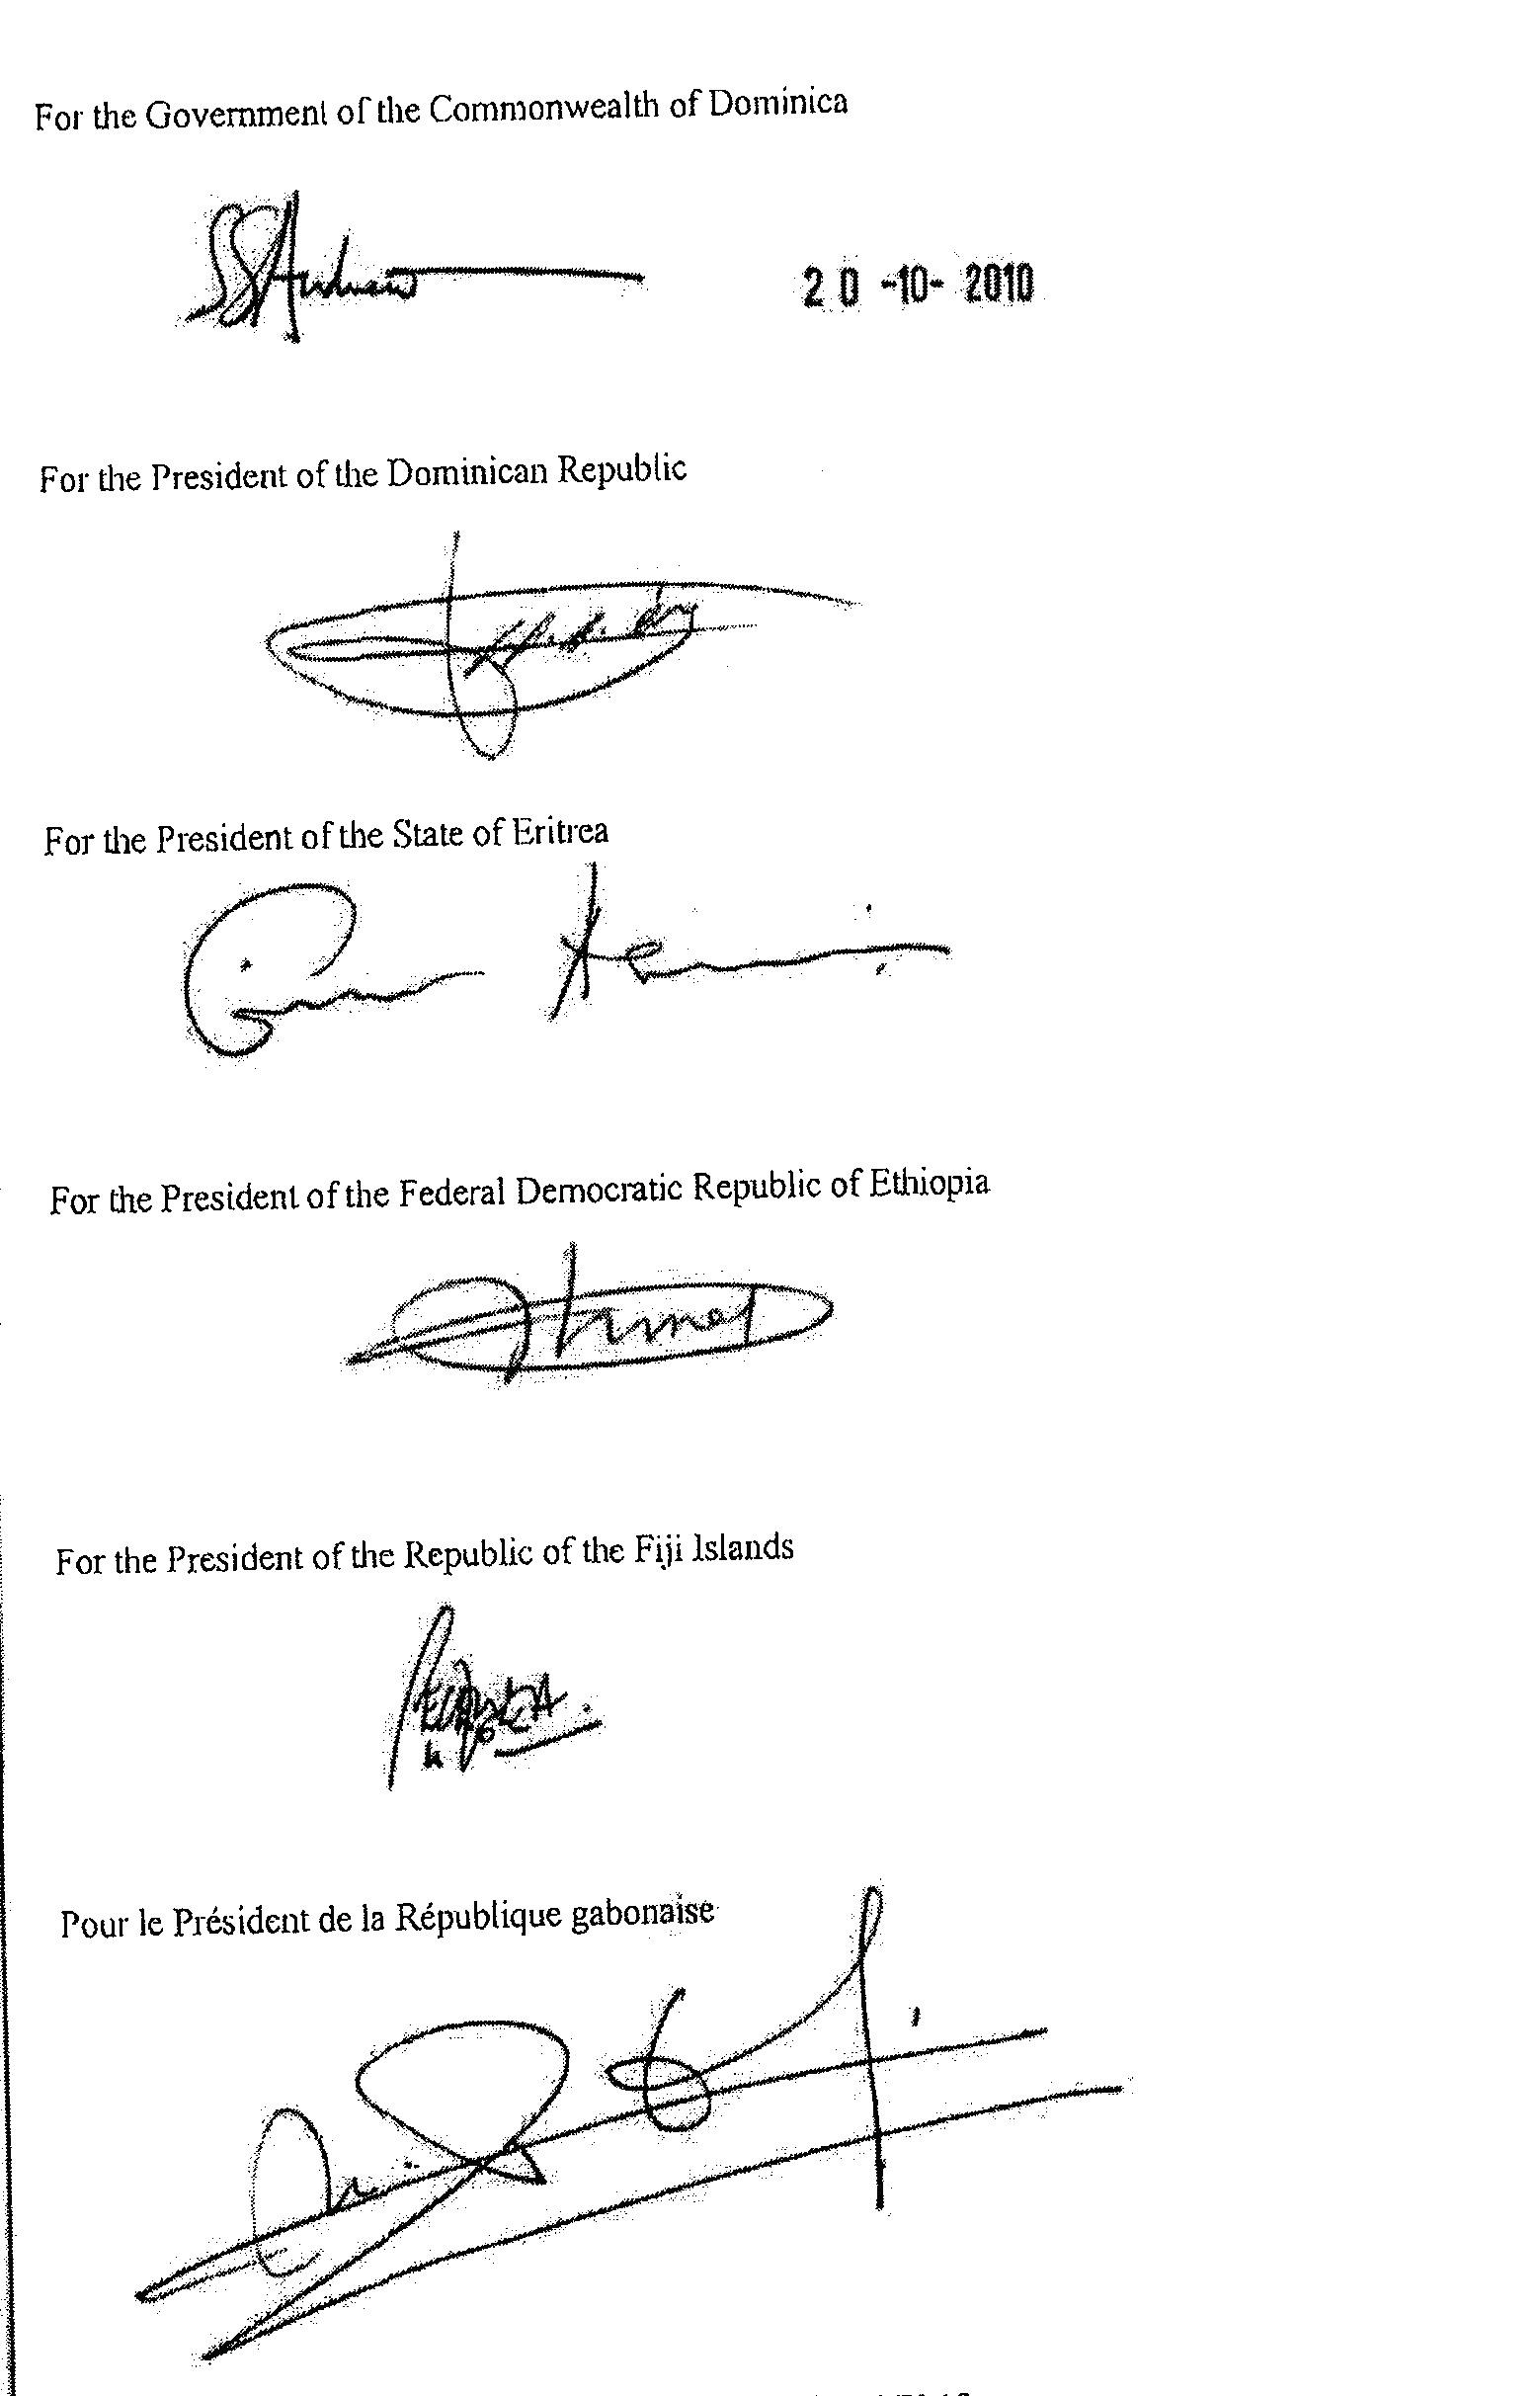 For the Government of the Commonwealth of Dominica
20 -10- 2010
For the President of the Dominican Republic
For the President of the State of Eritrea
For the President of the Federal Democratic Republic of Ethiopia
For the President of the Republic of the Fiji Islands
Pour le Président de la République gabonaise